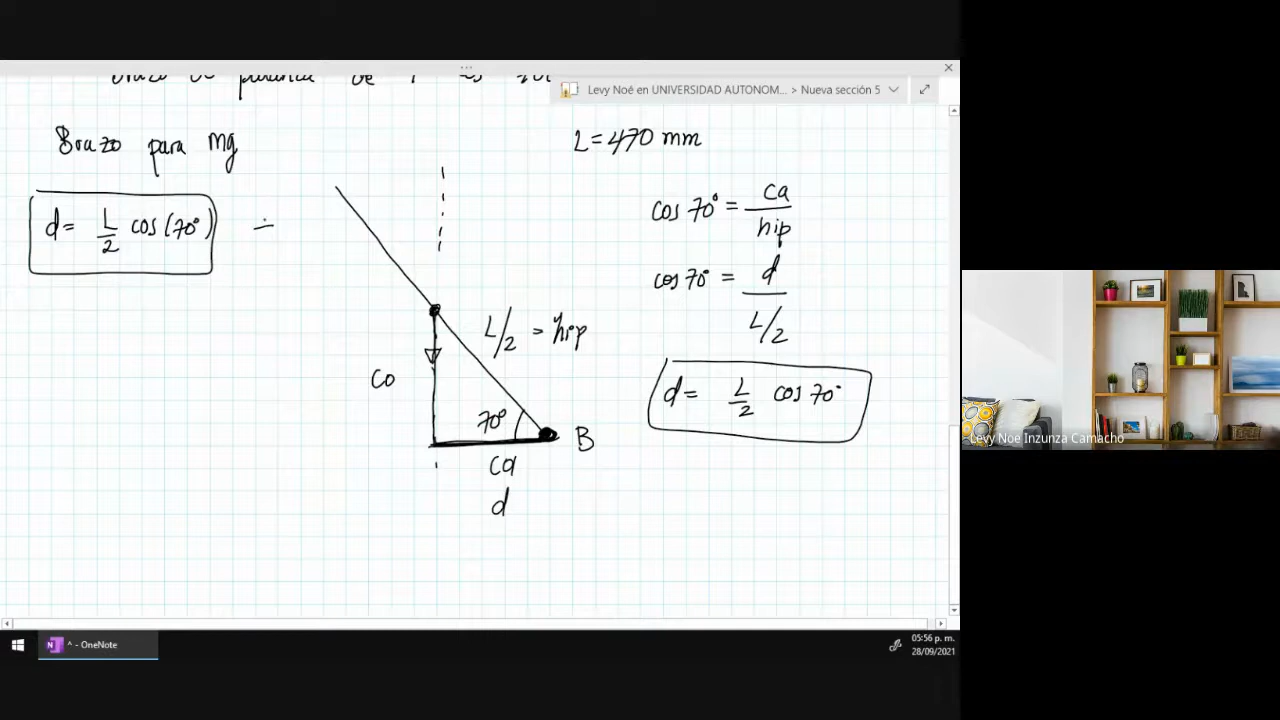 Levy Noé en UNIVERSIDAD AUTONOM... > Nueva sección 5
Brazo para mg
d= L/2 cos(70°)
L=470 mm
cos 70° = ca/hip
cos 70° = d/L/2
d= L/2 cos 70°
L/2 = hip
co
70°
B
ca
d
Levy Noe Inzunza Camacho
^ - OneNote
05:56 p. m.
28/09/2021